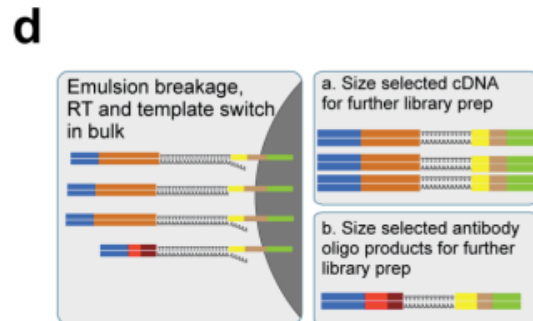 d
Emulsion breakage,
RT and template switch
in bulk
a. Size selected cDNA
for further library prep
b. Size selected antibody
oligo products for further
library prep